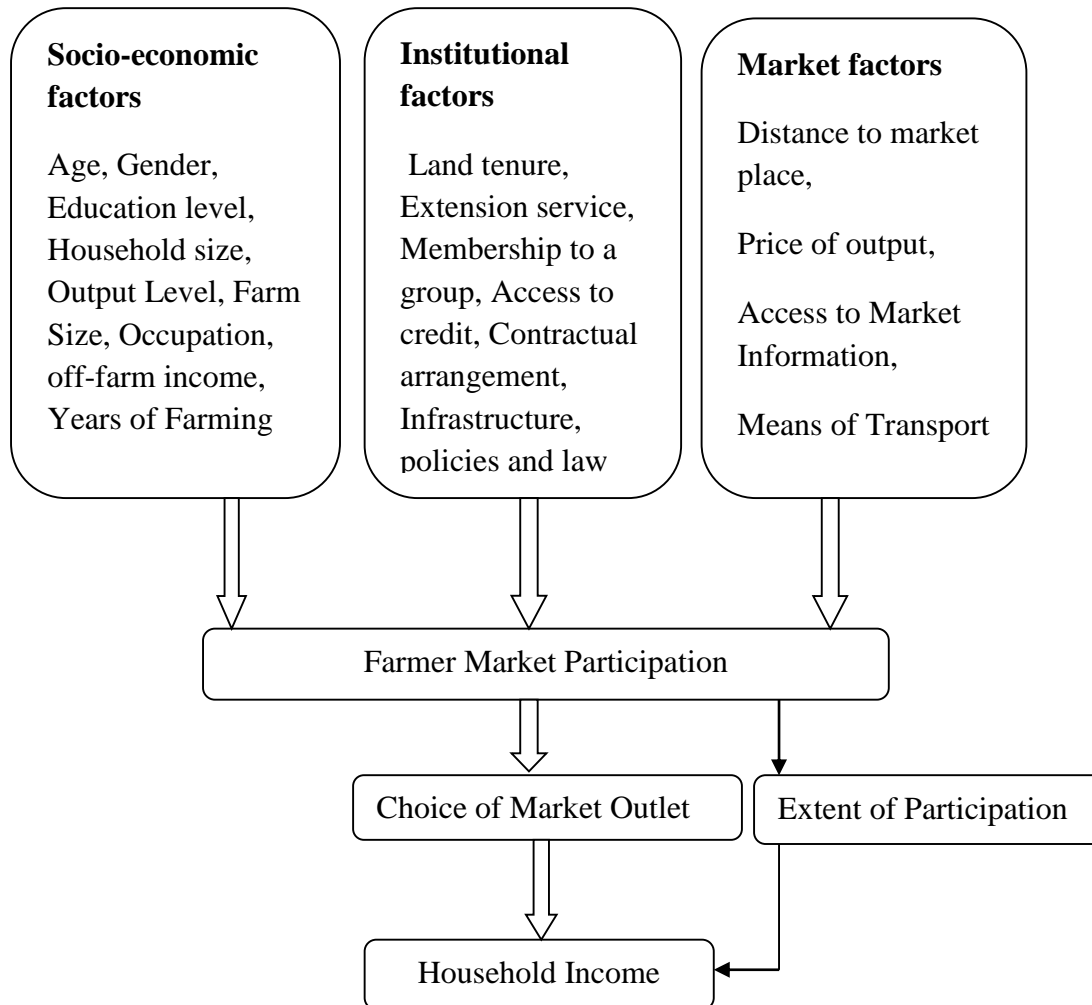 Socio-economic
factors
Age, Gender,
Education level,
Household size,
Output Level, Farm
Size, Occupation,
off-farm income,
Years of Farming
Institutional
factors
Land tenure,
Extension service,
Membership to a
group, Access to
credit, Contractual
arrangement,
Infrastructure,
policies and law
Market factors
Distance to market
place,
Price of output,
Access to Market
Information,
Means of Transport
Farmer Market Participation
Choice of Market Outlet
Extent of Participation
Household Income